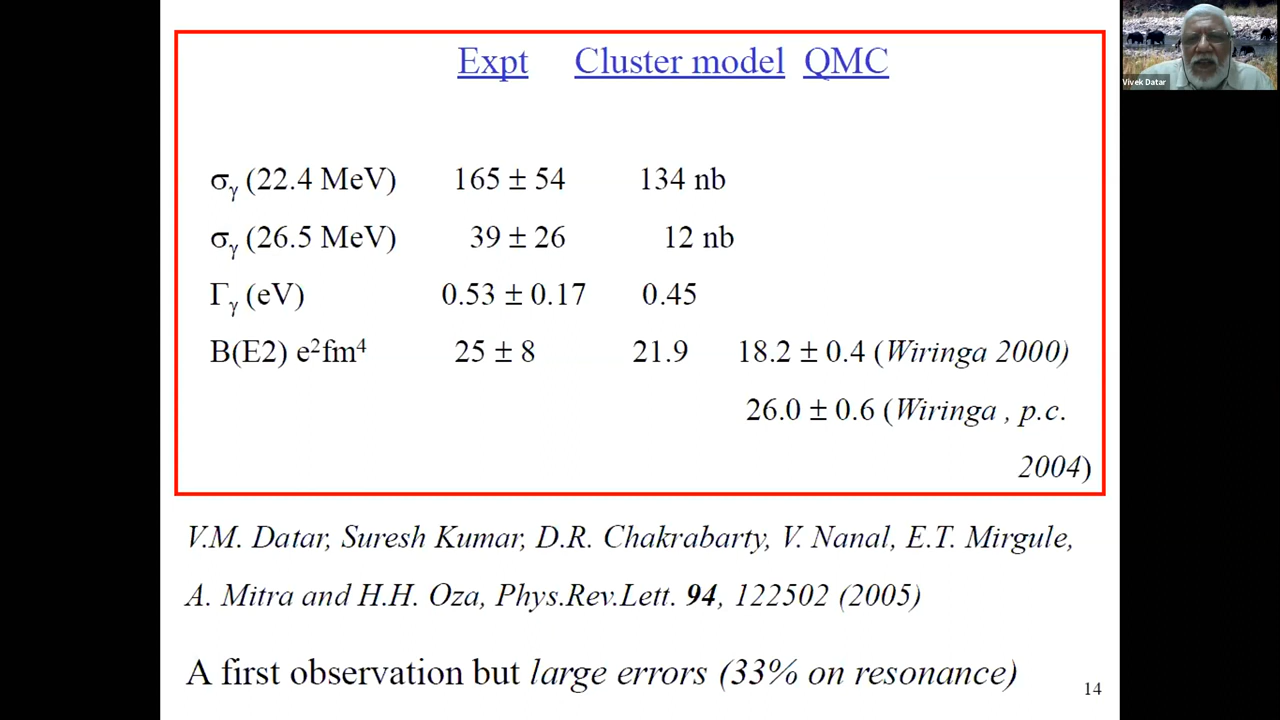 Expt Cluster model QMC
σγ (22.4 MeV) 165 ± 54 134 nb
σγ (26.5 MeV) 39 ± 26 12 nb
Γγ (eV) 0.53 ± 0.17 0.45
B(E2) e²fm⁴ 25 ± 8 21.9 18.2 ± 0.4 (Wiringa 2000)
26.0 ± 0.6 (Wiringa , p.c.
2004)
V.M. Datar, Suresh Kumar, D.R. Chakrabarty, V. Nanal, E.T. Mirgule,
A. Mitra and H.H. Oza, Phys.Rev.Lett. 94, 122502 (2005)
A first observation but large errors (33% on resonance)
14
Vivek Datar